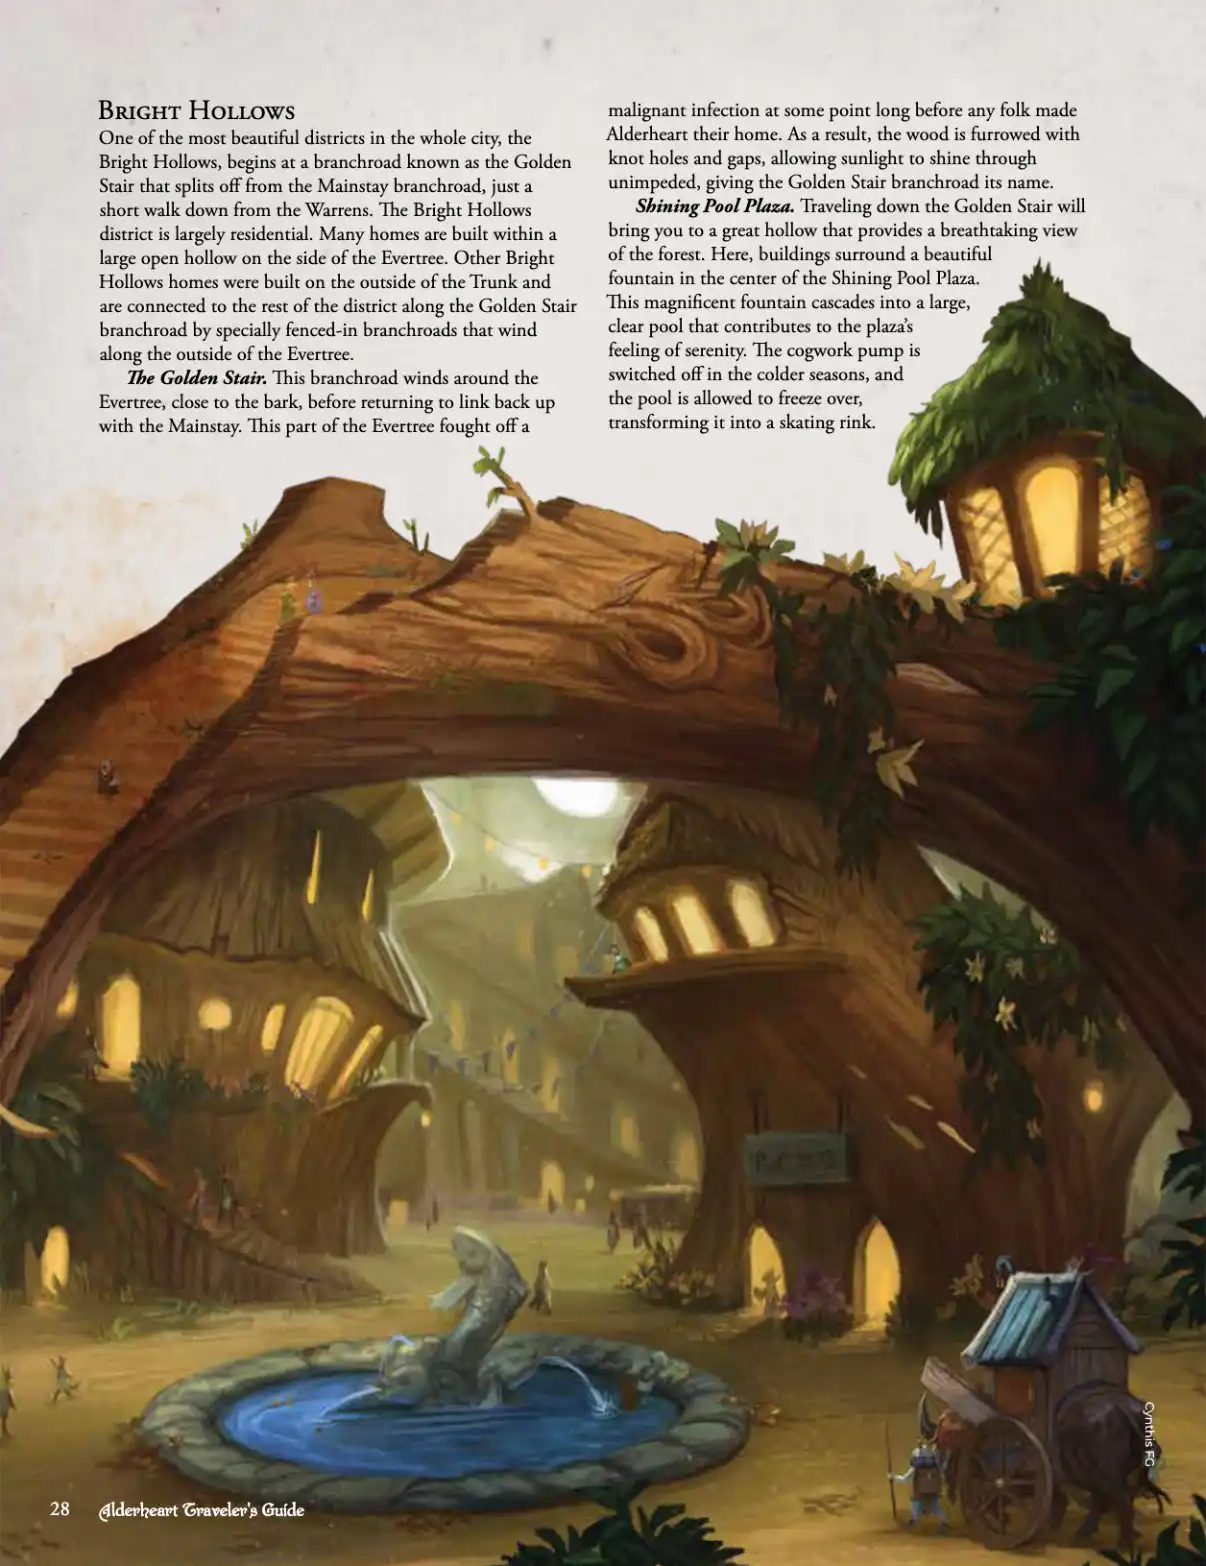 Bright Hollows
One of the most beautiful districts in the whole city, the
Bright Hollows, begins at a branchroad known as the Golden
Stair that splits off from the Mainstay branchroad, just a
short walk down from the Warrens. The Bright Hollows
district is largely residential. Many homes are built within a
large open hollow on the side of the Evertree. Other Bright
Hollows homes were built on the outside of the Trunk and
are connected to the rest of the district along the Golden Stair
branchroad by specially fenced-in branchroads that wind
along the outside of the Evertree.
The Golden Stair. This branchroad winds around the
Evertree, close to the bark, before returning to link back up
with the Mainstay. This part of the Evertree fought off a
malignant infection at some point long before any folk made
Alderheart their home. As a result, the wood is furrowed with
knot holes and gaps, allowing sunlight to shine through
unimpeded, giving the Golden Stair branchroad its name.
Shining Pool Plaza. Traveling down the Golden Stair will
bring you to a great hollow that provides a breathtaking view
of the forest. Here, buildings surround a beautiful
fountain in the center of the Shining Pool Plaza.
This magnificent fountain cascades into a large,
clear pool that contributes to the plaza's
feeling of serenity. The cogwork pump is
switched off in the colder seasons, and
the pool is allowed to freeze over,
transforming it into a skating rink.
Cynthis FG
28 Alderheart Traveler's Guide